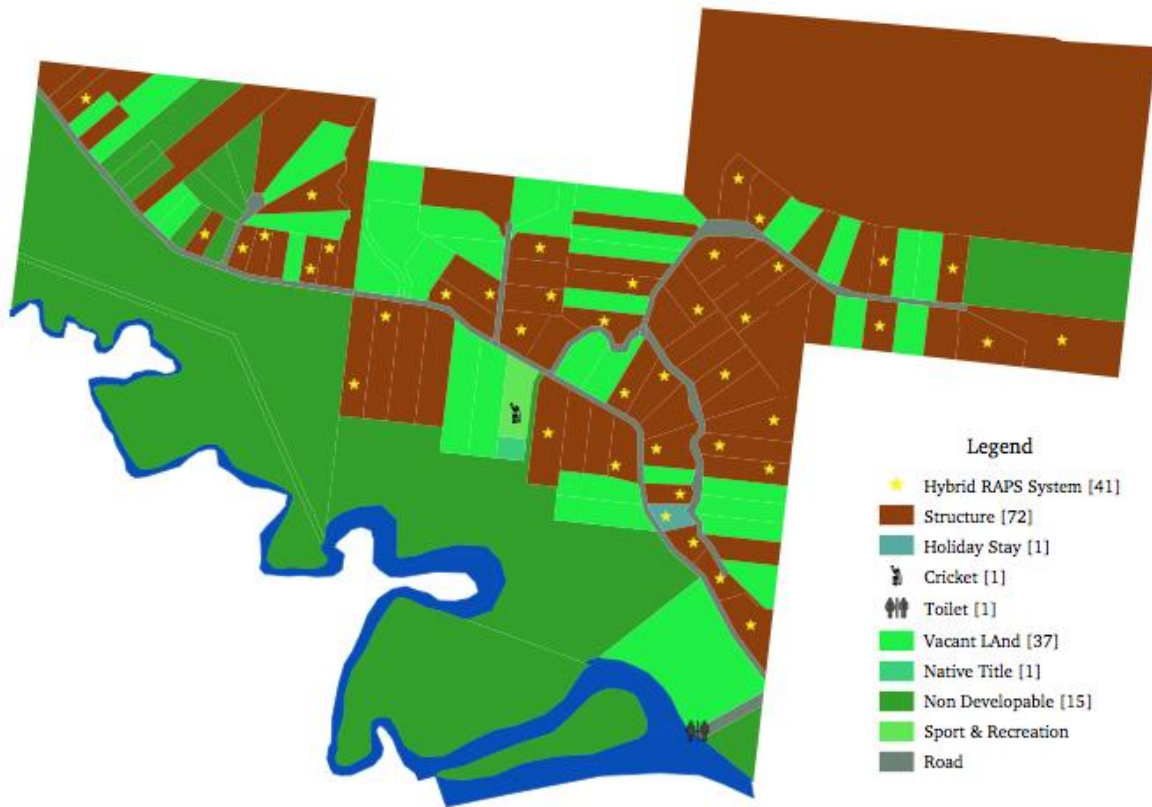 Legend
Hybrid RAPS System [41]
Structure [72]
Holiday Stay [1]
Cricket [1]
Toilet [1]
Vacant LAnd [37]
Native Title [1]
Non Developable [15]
Sport & Recreation
Road